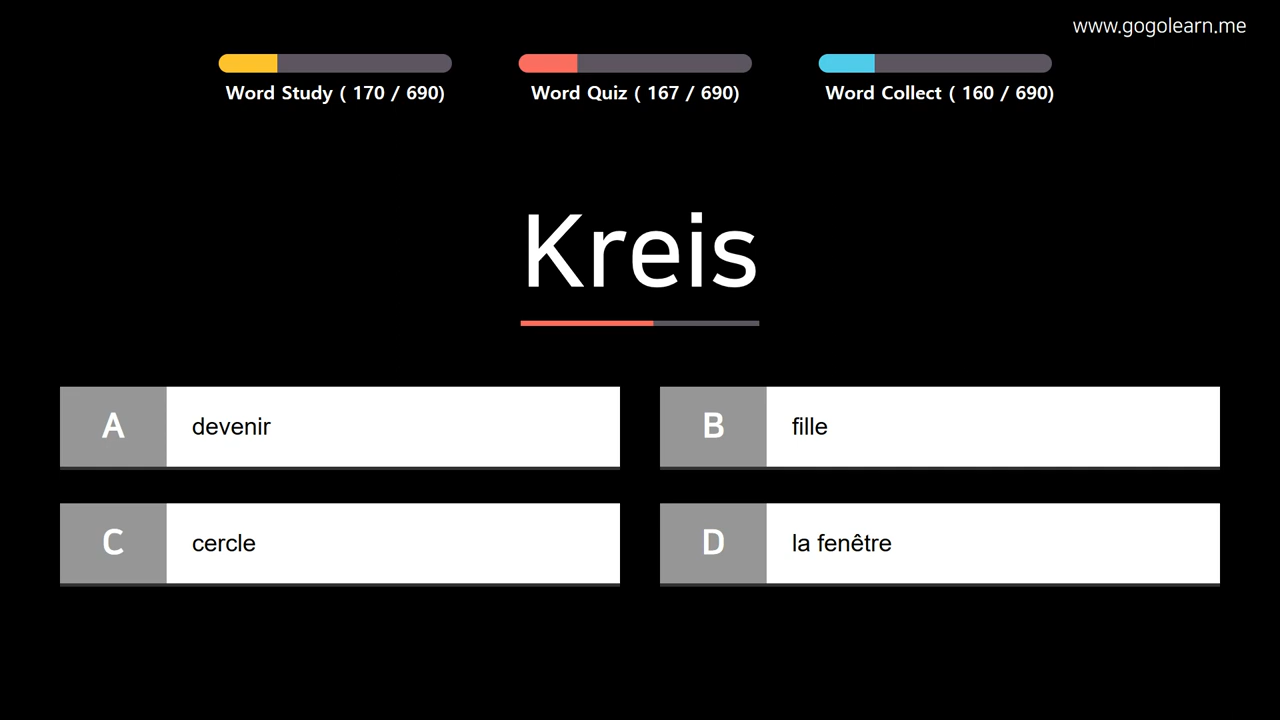 www.gogolearn.me
Word Study ( 170 / 690)
Word Quiz ( 167 / 690)
Word Collect ( 160 / 690)
Kreis
A devenir
B fille
C cercle
D la fenêtre